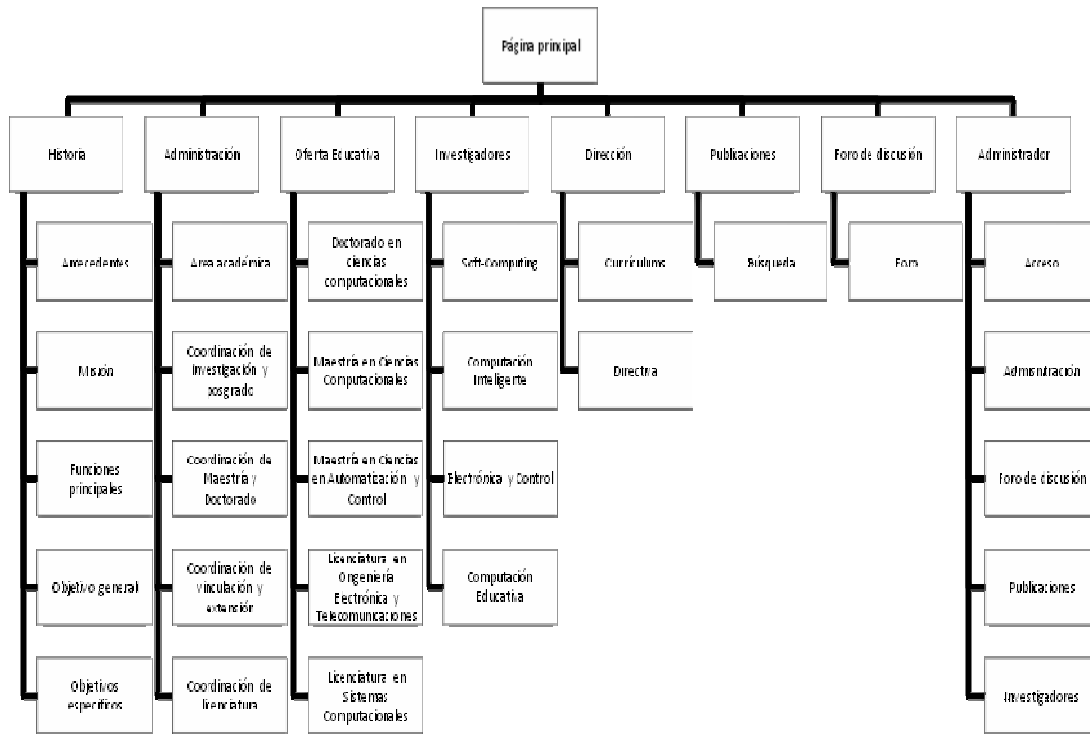 Página principal
Historia
Administración
Oferta Educativa
Investigadores
Dirección
Publicaciones
Foro de discusión
Administrador
Antecedentes
Misión
Funciones
principales
Objetivo general
Objetivos
específicos
Area académica
Coordinación de
investigación y
posgrado
Coordinación de
Maestría y
Doctorado
Coordinación de
vinculación y
extensión
Coordinación de
licenciatura
Doctorado en
ciencias
computacionales
Maestría en Ciencias
Computacionales
Maestría en Ciencias
en Automatización y
Control
Licenciatura en
Ongeniería
Electrónica y
Telecomunicaciones
Licenciatura en
Sistemas
Computacionales
Soft-Computing
Computación
Inteligente
Electrónica y Control
Computación
Educativa
Currículums
Directiva
Búsqueda
Foro
Acceso
Administración
Foro de discusión
Publicaciones
Investigadores